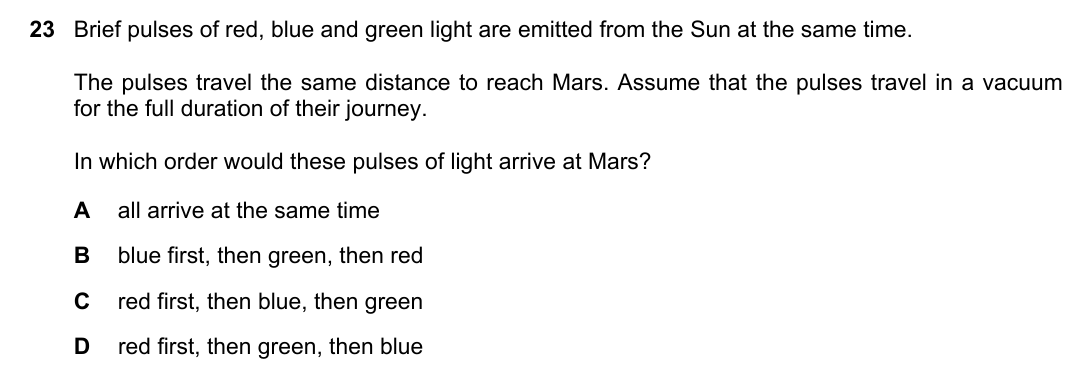 23 Brief pulses of red, blue and green light are emitted from the Sun at the same time.
The pulses travel the same distance to reach Mars. Assume that the pulses travel in a vacuum
for the full duration of their journey.
In which order would these pulses of light arrive at Mars?
A all arrive at the same time
B blue first, then green, then red
C red first, then blue, then green
D red first, then green, then blue